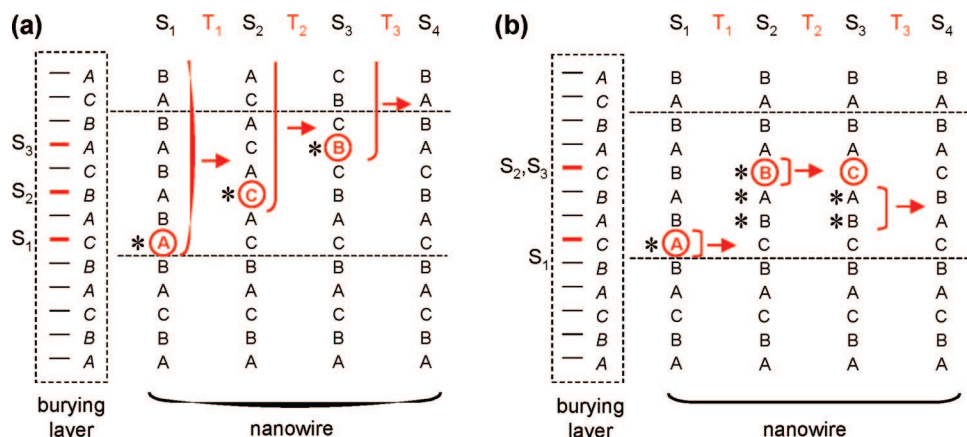 (a) S1 T1 S2 T2 S3 T3 S4
A B A C B
C A C B A
B B A C B
S3 A A C * B A
C B A C C
S2 B A * C B B
A B A A A
S1 C * A C C C
B B B B B
A A A A A
C C C C C
B B B B B
A A A A A
burying
layer
nanowire
(b) S1 T1 S2 T2 S3 T3 S4
A B B B B
C A A A A
B B B B B
A A A A A
S2,S3 C B * B C C
B A * A * A B
A B * B * B A
C * A C C C
S1 B B B B B
A A A A A
C C C C C
B B B B B
A A A A A
burying
layer
nanowire